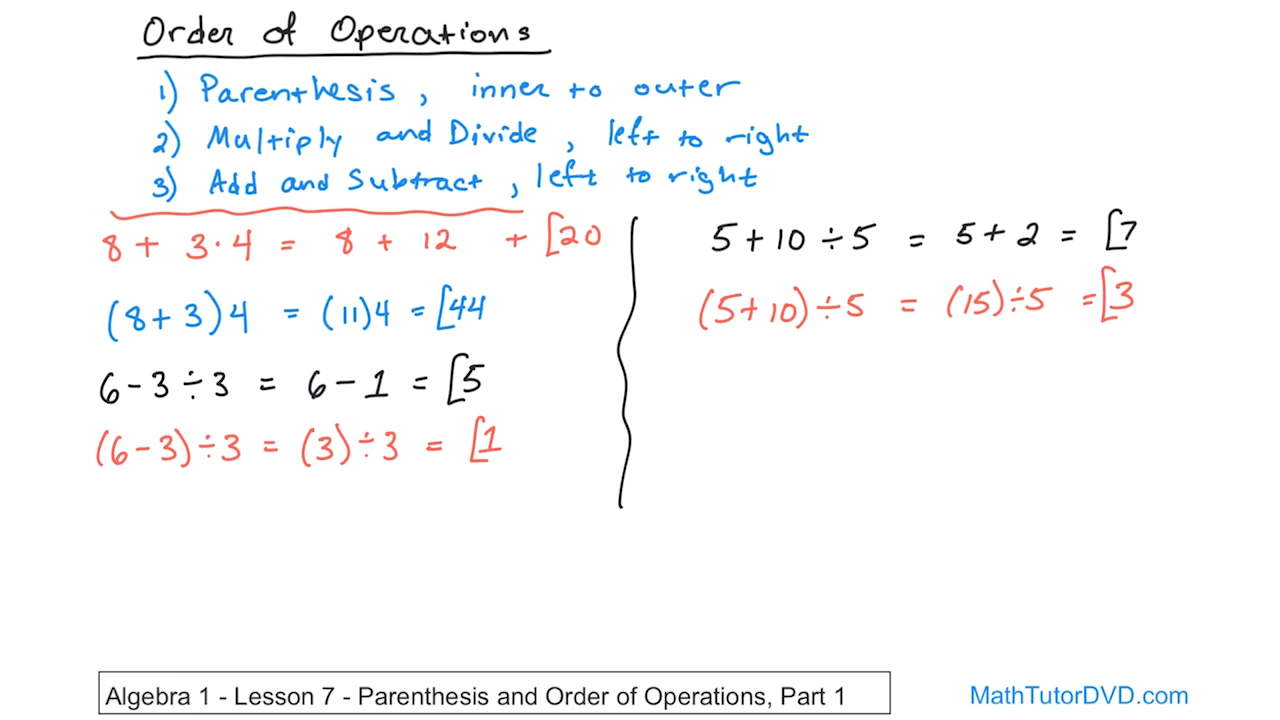 Order of Operations
1) Parenthesis, inner to outer
2) Multiply and Divide, left to right
3) Add and Subtract, left to right
8 + 3·4 = 8 + 12 + [20
(8+3)4 = (11)4 = [44
6-3÷3 = 6-1 = [5
(6-3)÷3 = (3)÷3 = [1
5+10÷5 = 5+2 = [7
(5+10)÷5 = (15)÷5 = [3
Algebra 1 - Lesson 7 - Parenthesis and Order of Operations, Part 1
MathTutorDVD.com